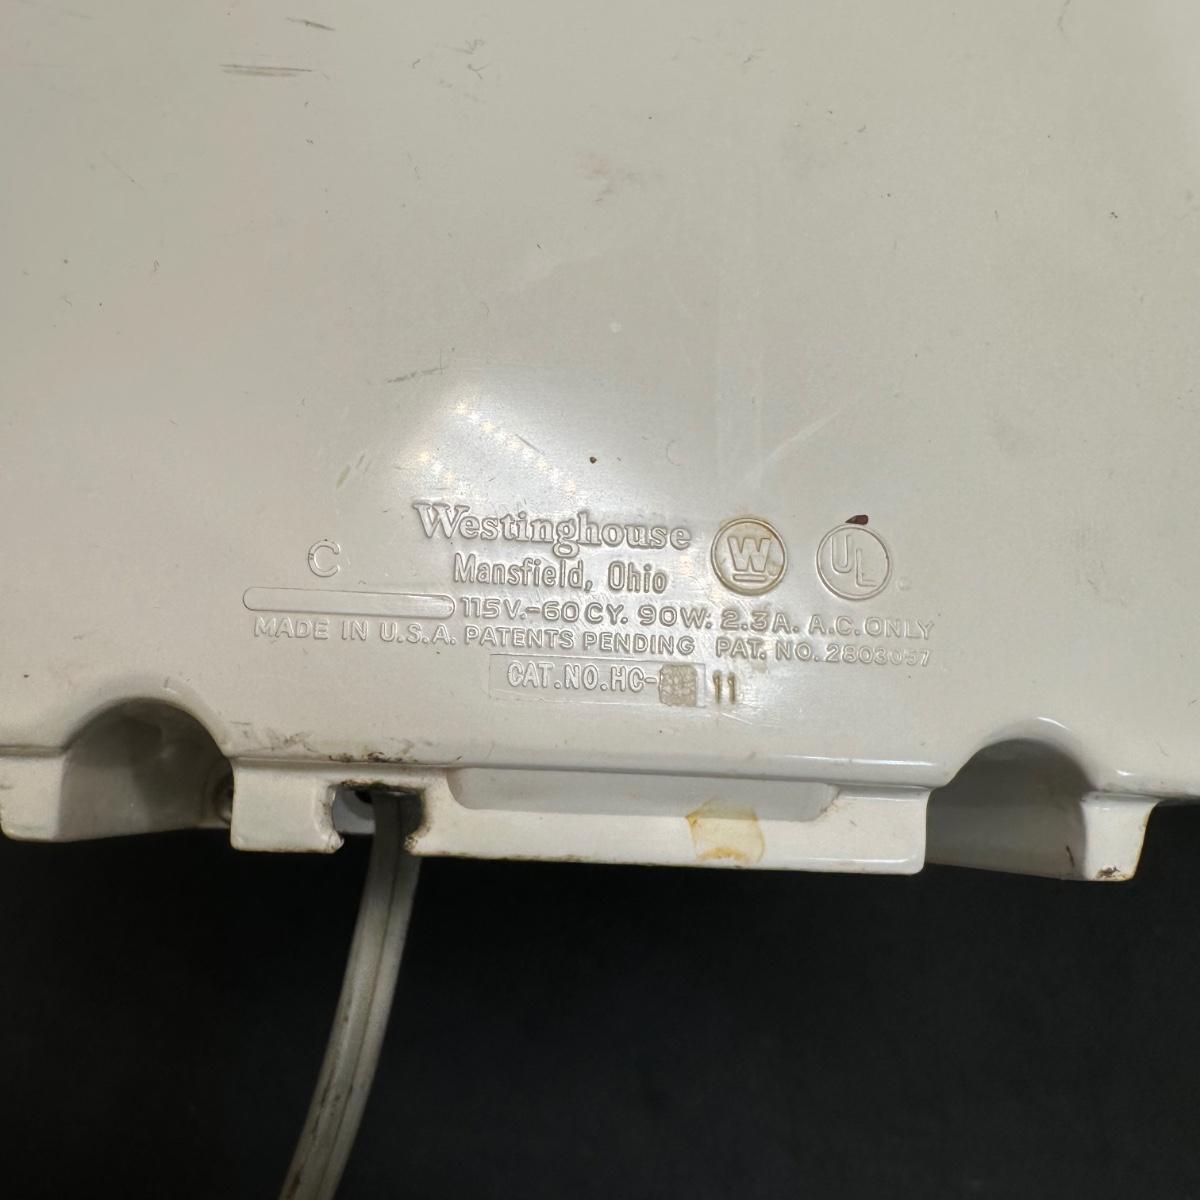 Westinghouse
W
UL
C
Mansfield, Ohio
115V.-60CY. 90W. 2.3A. A.C. ONLY
MADE IN U.S.A. PATENTS PENDING PAT. NO. 2803057
CAT. NO. HC- 11